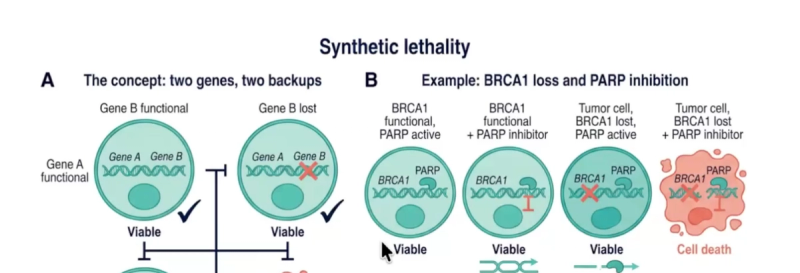 Synthetic lethality
A The concept: two genes, two backups
Gene B functional
Gene B lost
Gene A
functional
Gene A Gene B
Gene A Gene B
Viable
Viable
B Example: BRCA1 loss and PARP inhibition
BRCA1
functional,
PARP active
BRCA1
functional
+ PARP inhibitor
Tumor cell,
BRCA1 lost,
PARP active
Tumor cell,
BRCA1 lost
+ PARP inhibitor
PARP
BRCA1
BRCA1
PARP
BRCA1
PARP
BRCA1
Viable
Viable
Viable
Cell death